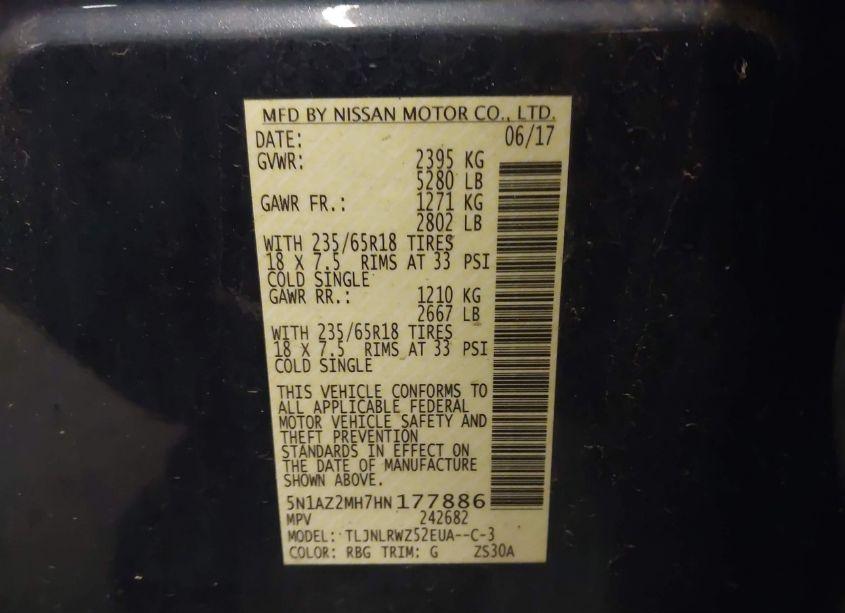 MFD BY NISSAN MOTOR CO., LTD.
DATE: 06/17
GVWR: 2395 KG
5280 LB
GAWR FR.: 1271 KG
2802 LB
WITH 235/65R18 TIRES
18 X 7.5 RIMS AT 33 PSI
COLD SINGLE
GAWR RR.: 1210 KG
2667 LB
WITH 235/65R18 TIRES
18 X 7.5 RIMS AT 33 PSI
COLD SINGLE
THIS VEHICLE CONFORMS TO
ALL APPLICABLE FEDERAL
MOTOR VEHICLE SAFETY AND
THEFT PREVENTION
STANDARDS IN EFFECT ON
THE DATE OF MANUFACTURE
SHOWN ABOVE.
5N1AZ2MH7HN177886
MPV 242682
MODEL: TLJNLRWZ52EUA--C-3
COLOR: RBG TRIM: G ZS30A